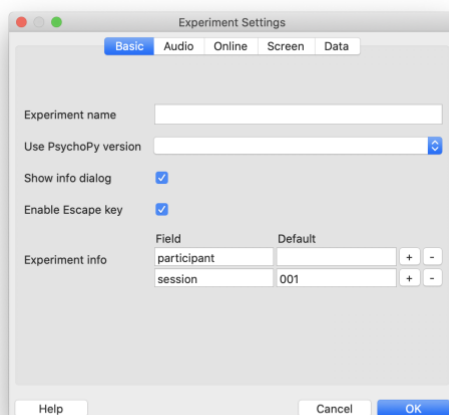 Experiment Settings
Basic Audio Online Screen Data
Experiment name
Use PsychoPy version
Show info dialog
Enable Escape key
Field Default
Experiment info participant + -
session 001 + -
Help Cancel OK